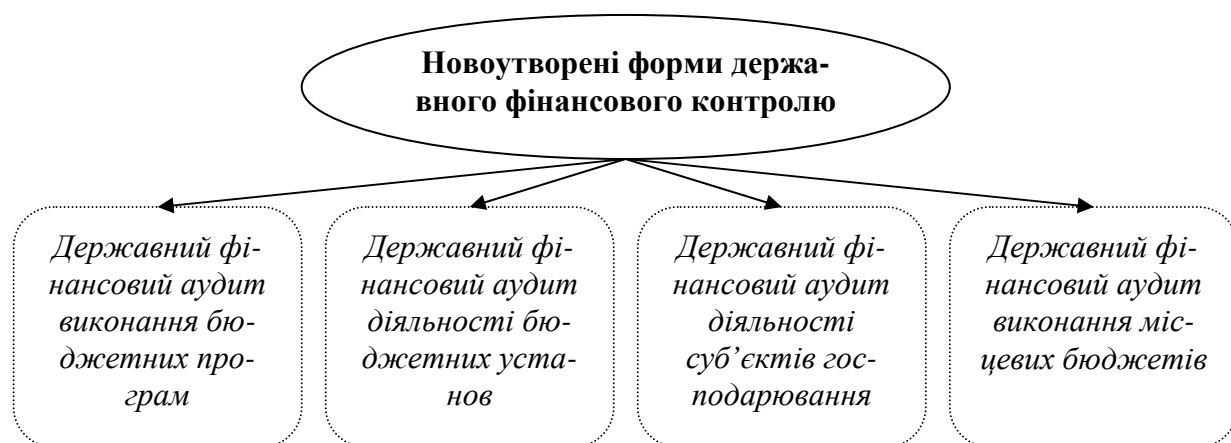 Новоутворені форми держа-
вного фінансового контролю
Державний фі-
нансовий аудит
виконання бю-
джетних про-
грам
Державний фі-
нансовий аудит
діяльності бю-
джетних уста-
нов
Державний фі-
нансовий аудит
діяльності
суб’єктів гос-
подарювання
Державний фі-
нансовий аудит
виконання міс-
цевих бюджетів